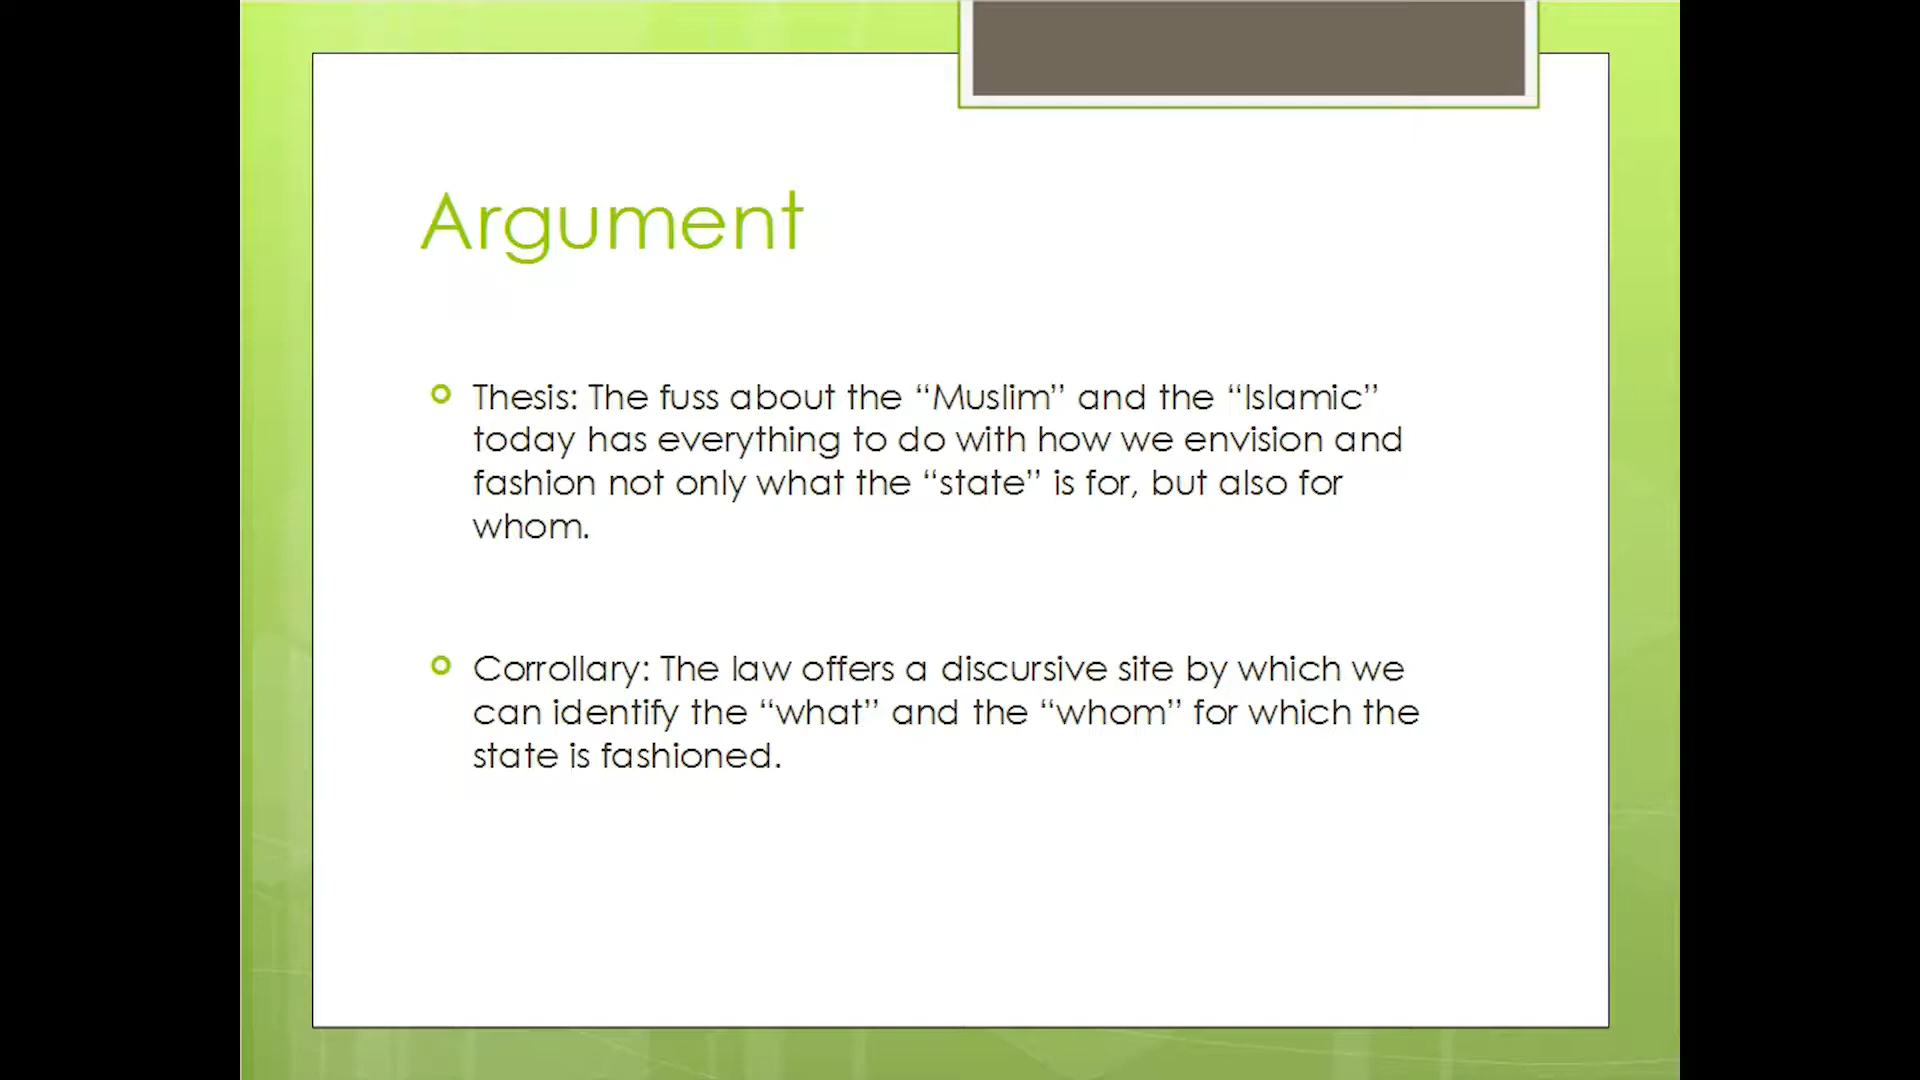 Argument
Thesis: The fuss about the “Muslim” and the “Islamic”
today has everything to do with how we envision and
fashion not only what the “state” is for, but also for
whom.
Corrollary: The law offers a discursive site by which we
can identify the “what” and the “whom” for which the
state is fashioned.